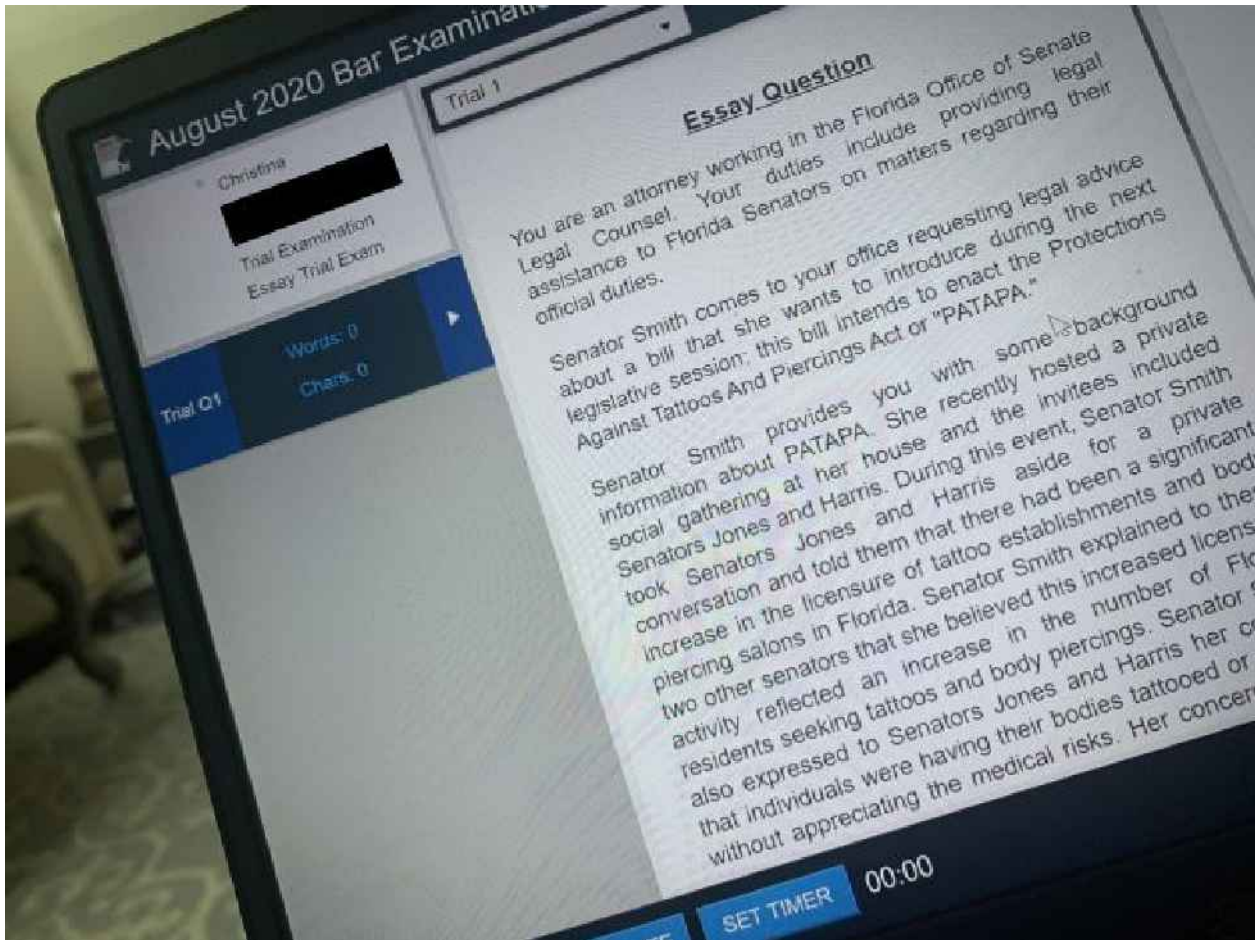 August 2020 Bar Examination
Christina
Trial Examination
Essay Trial Exam
Trial Q1
Words: 0
Chars: 0
Trial 1
Essay Question
You are an attorney working in the Florida Office of Senate
Legal Counsel. Your duties include providing legal
assistance to Florida Senators on matters regarding their
official duties.
Senator Smith comes to your office requesting legal advice
about a bill that she wants to introduce during the next
legislative session; this bill intends to enact the Protections
Against Tattoos And Piercings Act or "PATAPA."
Senator Smith provides you with some background
information about PATAPA. She recently hosted a private
social gathering at her house and the invitees included
Senators Jones and Harris. During this event, Senator Smith
took Senators Jones and Harris aside for a private
conversation and told them that there had been a significant
increase in the licensure of tattoo establishments and body
piercing salons in Florida. Senator Smith explained to the
two other senators that she believed this increased licens
activity reflected an increase in the number of Flo
residents seeking tattoos and body piercings. Senator
also expressed to Senators Jones and Harris her co
that individuals were having their bodies tattooed or
without appreciating the medical risks. Her concer
SET TIMER
00:00